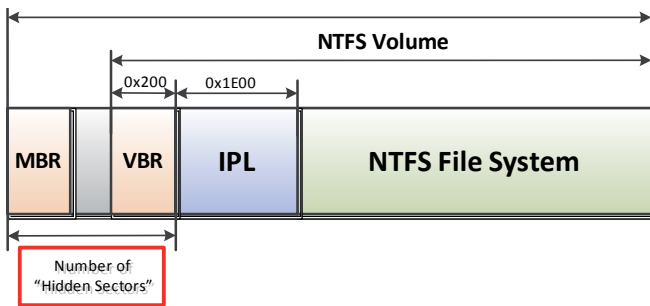 NTFS Volume
0x200 0x1E00
MBR VBR IPL NTFS File System
Number of
“Hidden Sectors”